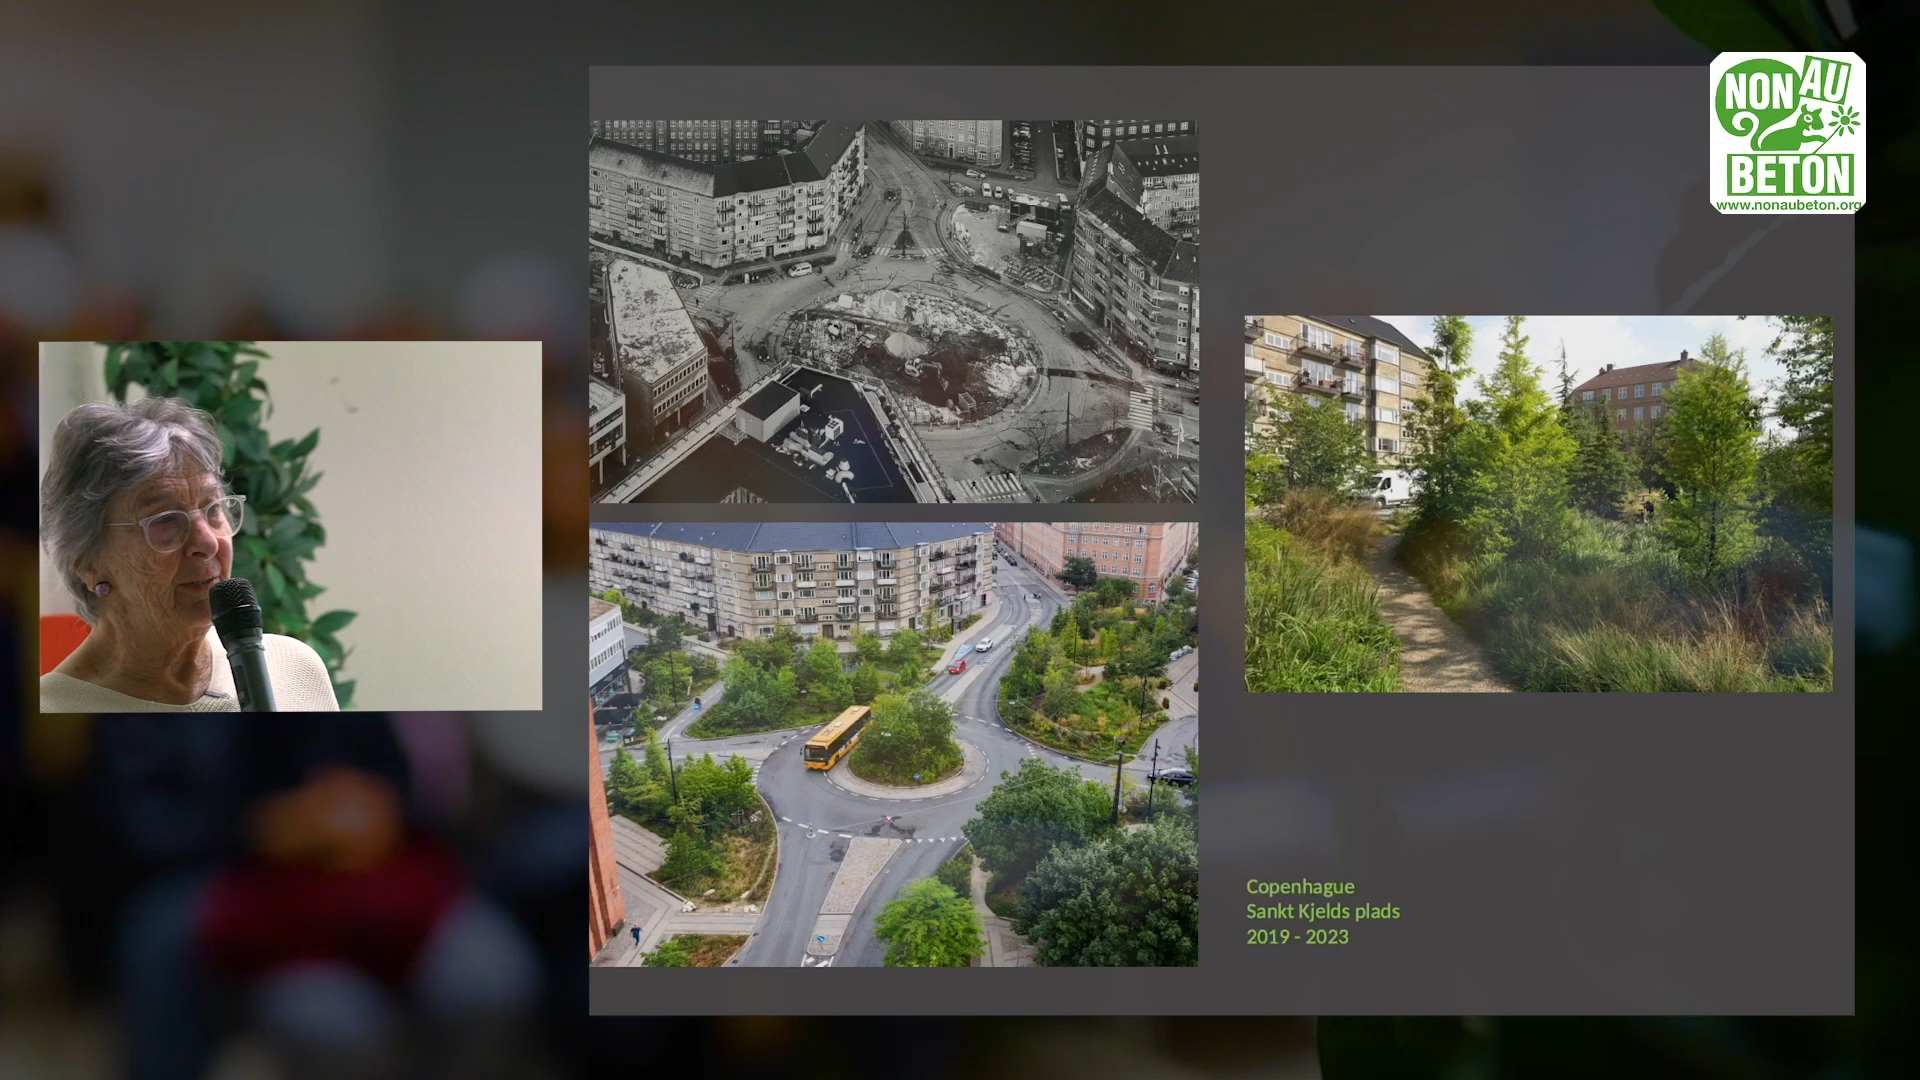 NON AU
BETON
www.nonaubeton.org
Copenhague
Sankt Kjelds plads
2019 - 2023